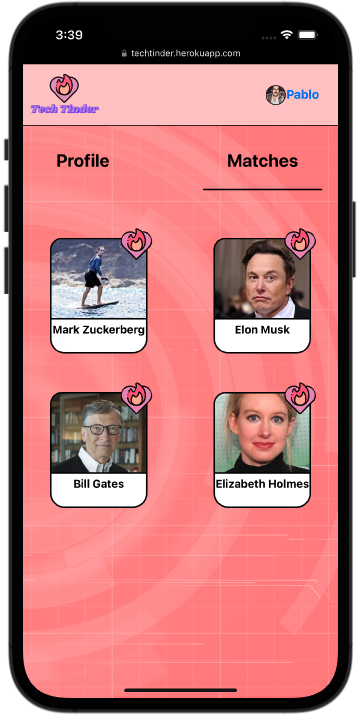 3:39
techtinder.herokuapp.com
Tech Tinder
Pablo
Profile
Matches
Mark Zuckerberg
Elon Musk
Bill Gates
Elizabeth Holmes